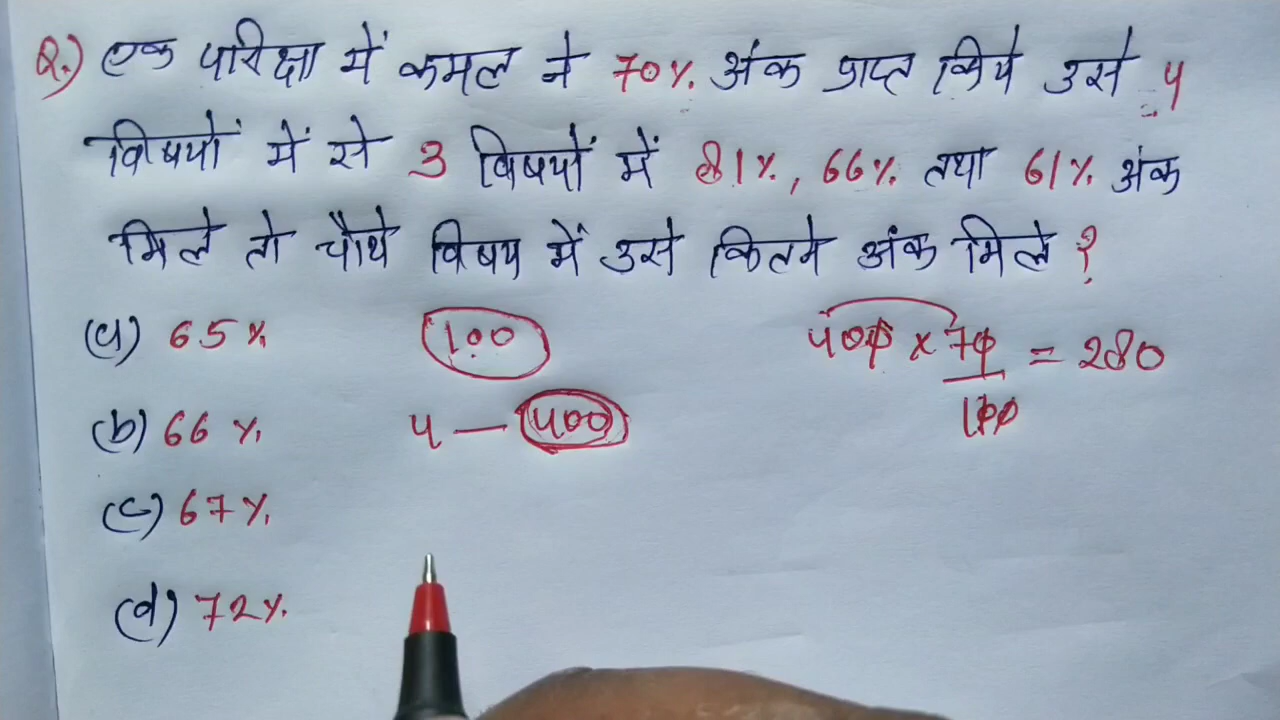 Q.) एक परिक्षा में कमल ने 70% अंक प्राप्त किये उसे 4
विषयों में से 3 विषयों में 81%, 66% तथा 61% अंक
मिले तो चौथे विषय में उसे कितने अंक मिले ?
(a) 65%
100
400 x 70/100 = 280
(b) 66%
4 — 400
(c) 67%
(d) 72%